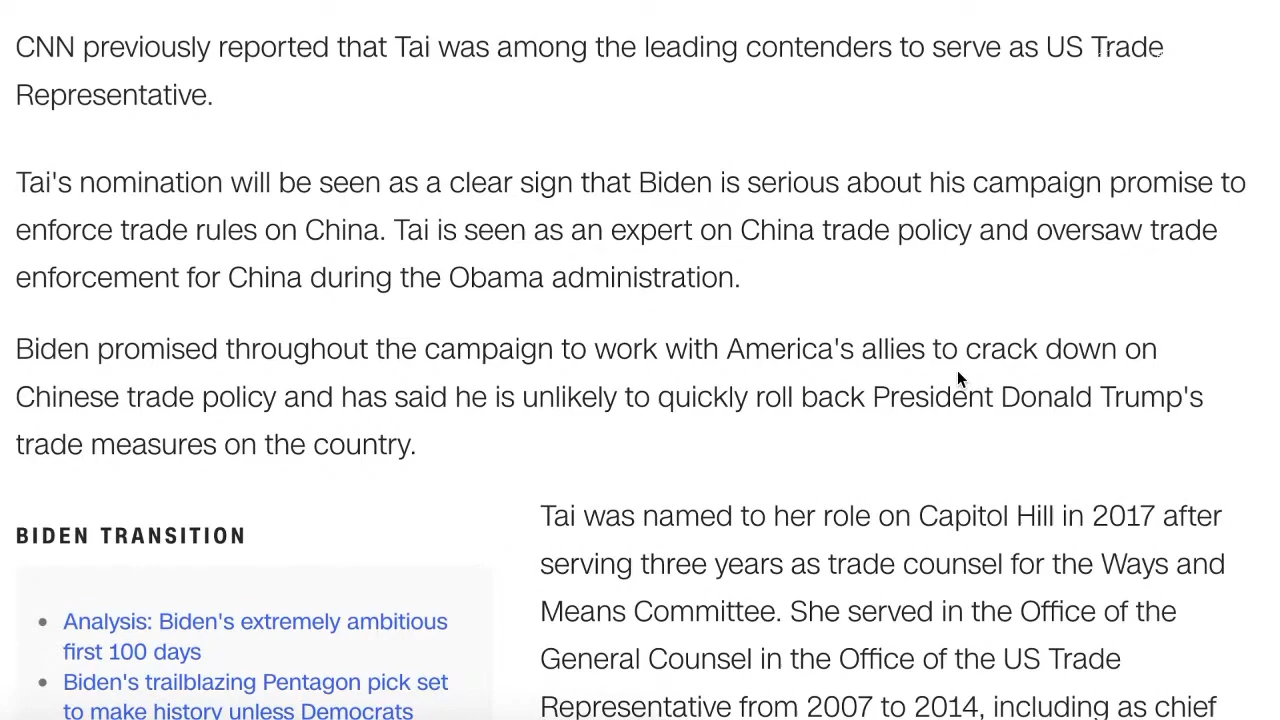 CNN previously reported that Tai was among the leading contenders to serve as US Trade
Representative.
Tai's nomination will be seen as a clear sign that Biden is serious about his campaign promise to
enforce trade rules on China. Tai is seen as an expert on China trade policy and oversaw trade
enforcement for China during the Obama administration.
Biden promised throughout the campaign to work with America's allies to crack down on
Chinese trade policy and has said he is unlikely to quickly roll back President Donald Trump's
trade measures on the country.
BIDEN TRANSITION
Analysis: Biden's extremely ambitious
first 100 days
Biden's trailblazing Pentagon pick set
to make history unless Democrats
Tai was named to her role on Capitol Hill in 2017 after
serving three years as trade counsel for the Ways and
Means Committee. She served in the Office of the
General Counsel in the Office of the US Trade
Representative from 2007 to 2014, including as chief